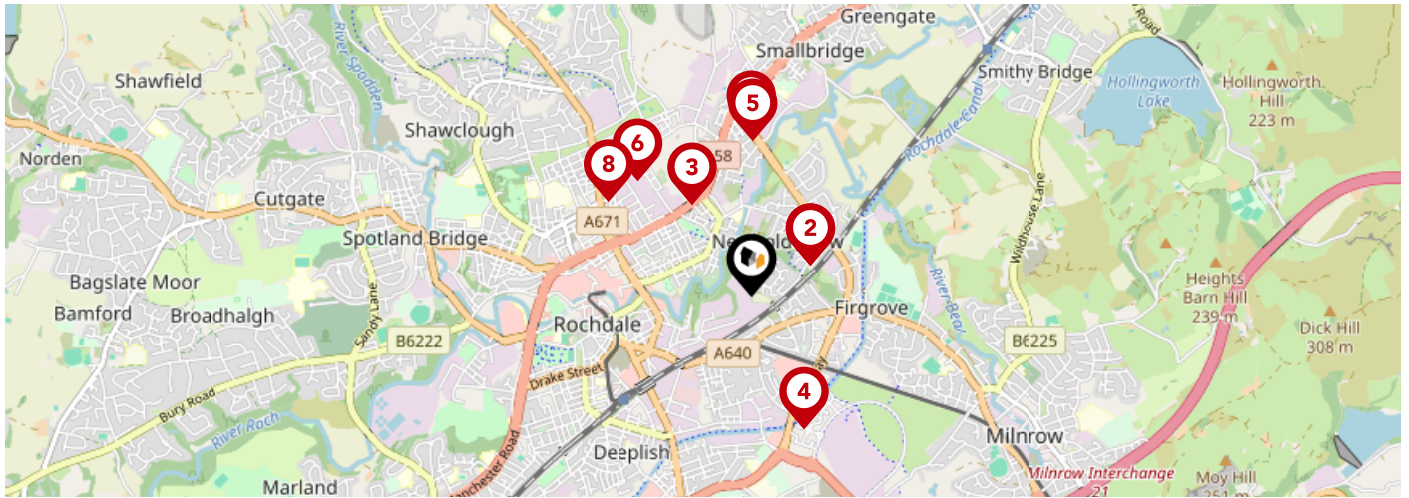 Greengate
Road
Smallbridge
River Spodden
Shawfield
Smithy Bridge
Hollingworth
Lake
Hollingworth
Hill
223 m
5
Shawclough
Rochdale Canal
6
58
8
3
Norden
Cutgate
A671
Wildhouse Lane
2
Spotland Bridge
Bagslate Moor
River Beal
Heights
Barn Hill
239 m
Bamford
Broadhalgh
Sandy Lane
Firgrove
Rochdale
B6222
B6225
Dick Hill
308 m
A640
Drake Street
4
Bury Road
River Roch
Milnrow
Deeplish
Manchester Road
Milnrow Interchange
21
Moy Hill
251 m
Marland